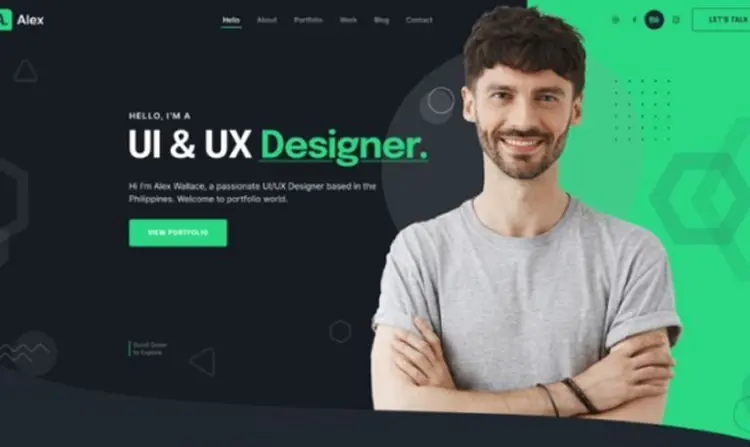 A. Alex
Hello About Portfolio Work Blog Contact
Bē
LET'S TALK
HELLO, I'M A
UI & UX Designer.
Hi I'm Alex Wallace, a passionate UI/UX Designer based in the
Philippines. Welcome to portfolio world.
VIEW PORTFOLIO
Scroll Down
to Explore